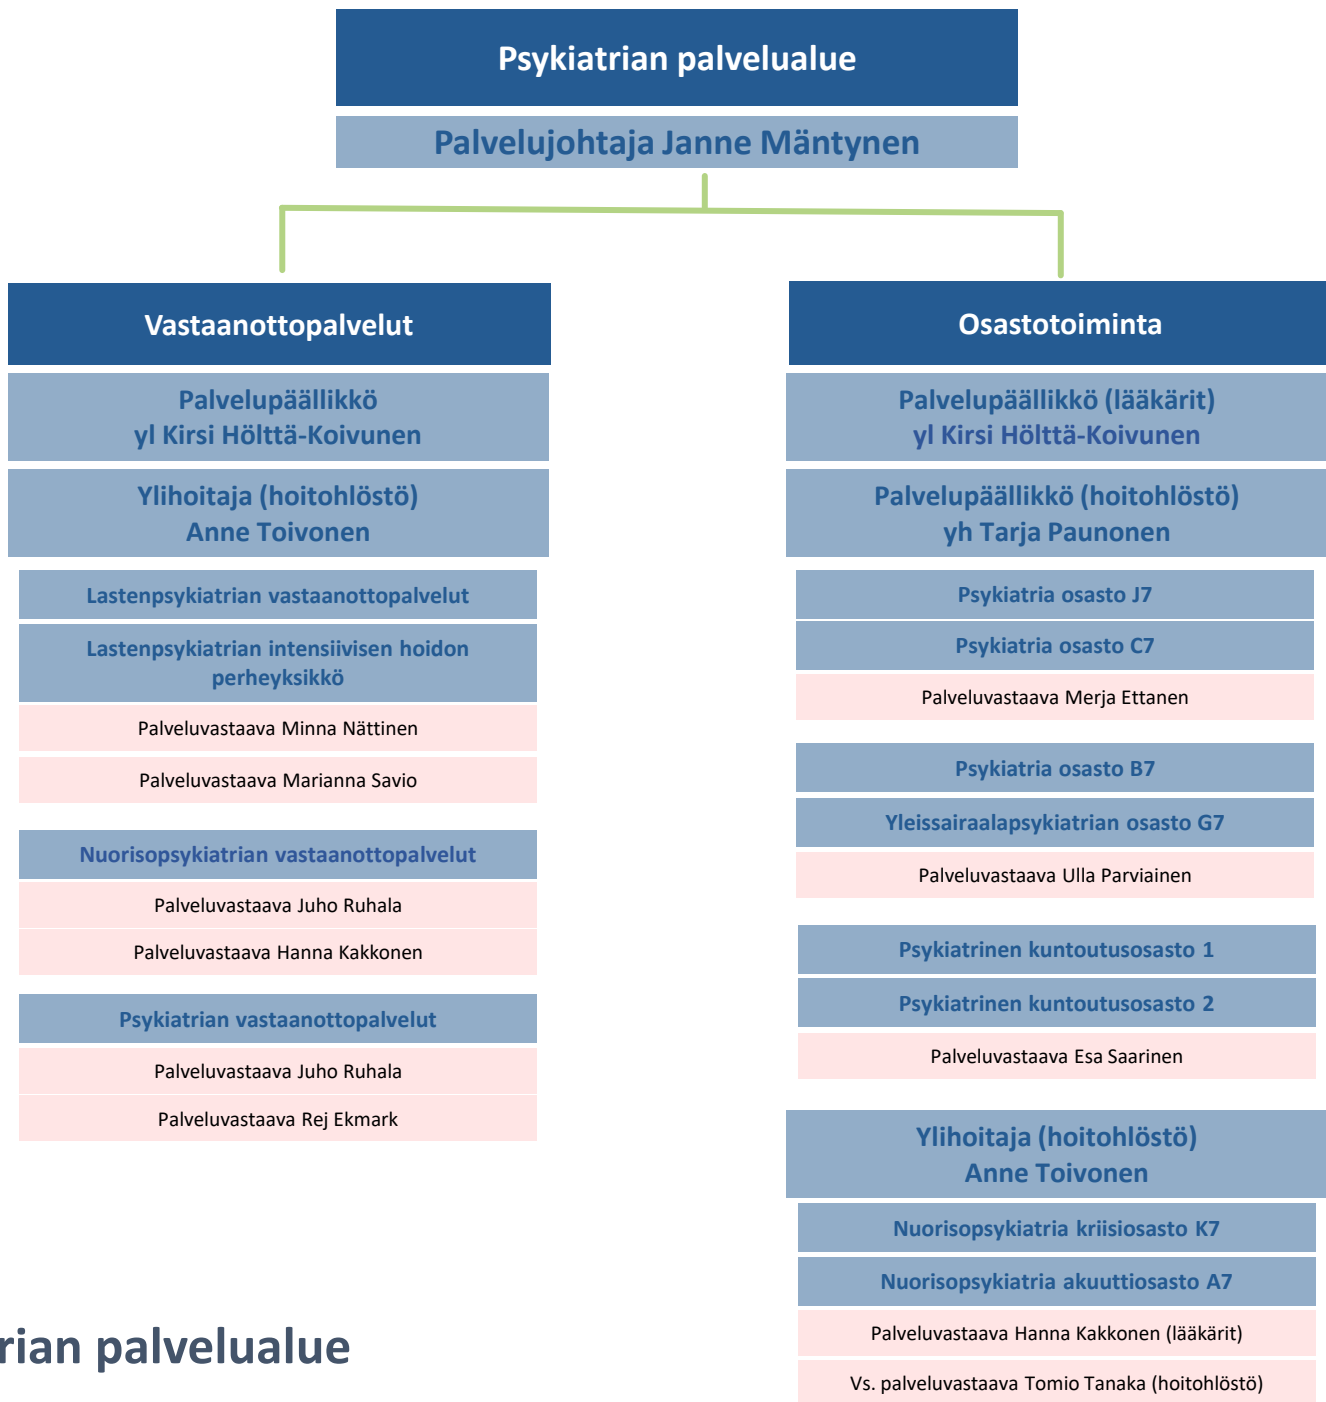 Psykiatrian palvelualue
Palvelujohtaja Janne Mäntynen
Vastaanottopalvelut
Palvelupäällikkö
yl Kirsi Hölttä-Koivunen
Ylihoitaja (hoitohlöstö)
Anne Toivonen
Lastenpsykiatrian vastaanottopalvelut
Lastenpsykiatrian intensiivisen hoidon
perheyksikkö
Palveluvastaava Minna Nättinen
Palveluvastaava Marianna Savio
Nuorisopsykiatrian vastaanottopalvelut
Palveluvastaava Juho Ruhala
Palveluvastaava Hanna Kakkonen
Psykiatrian vastaanottopalvelut
Palveluvastaava Juho Ruhala
Palveluvastaava Rej Ekmark
Osastotoiminta
Palvelupäällikkö (lääkärit)
yl Kirsi Hölttä-Koivunen
Palvelupäällikkö (hoitohlöstö)
yh Tarja Paunonen
Psykiatria osasto J7
Psykiatria osasto C7
Palveluvastaava Merja Ettanen
Psykiatria osasto B7
Yleissairaalapsykiatrian osasto G7
Palveluvastaava Ulla Parviainen
Psykiatrinen kuntoutusosasto 1
Psykiatrinen kuntoutusosasto 2
Palveluvastaava Esa Saarinen
Ylihoitaja (hoitohlöstö)
Anne Toivonen
Nuorisopsykiatria kriisiosasto K7
Nuorisopsykiatria akuuttiosasto A7
Palveluvastaava Hanna Kakkonen (lääkärit)
Vs. palveluvastaava Tomio Tanaka (hoitohlöstö)
rian palvelualue